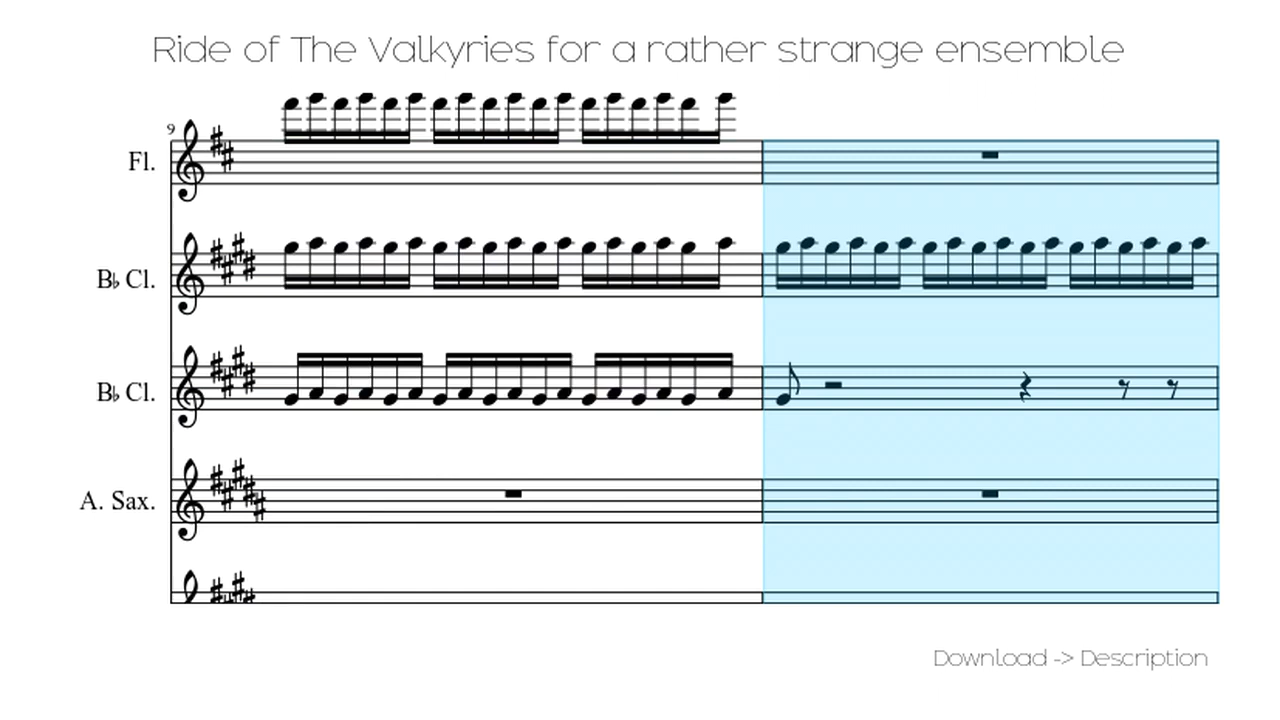 Ride of The Valkyries for a rather strange ensemble
9
Fl.
B♭ Cl.
B♭ Cl.
A. Sax.
Download -> Description